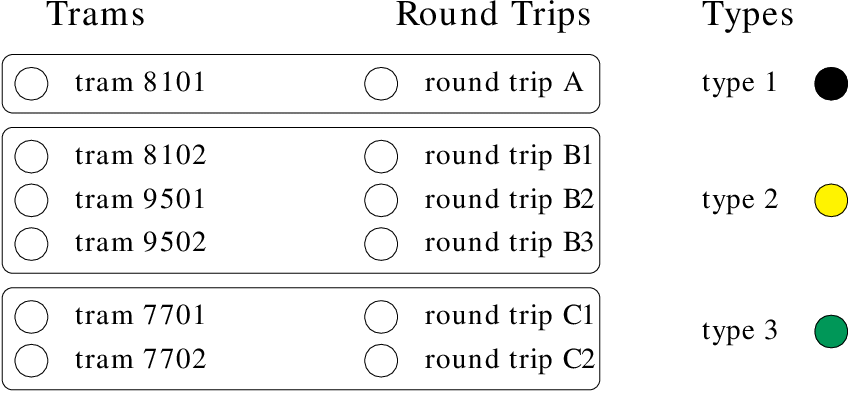 Trams Round Trips Types
tram 8101 round trip A type 1
tram 8102 round trip B1
tram 9501 round trip B2 type 2
tram 9502 round trip B3
tram 7701 round trip C1
type 3
tram 7702 round trip C2